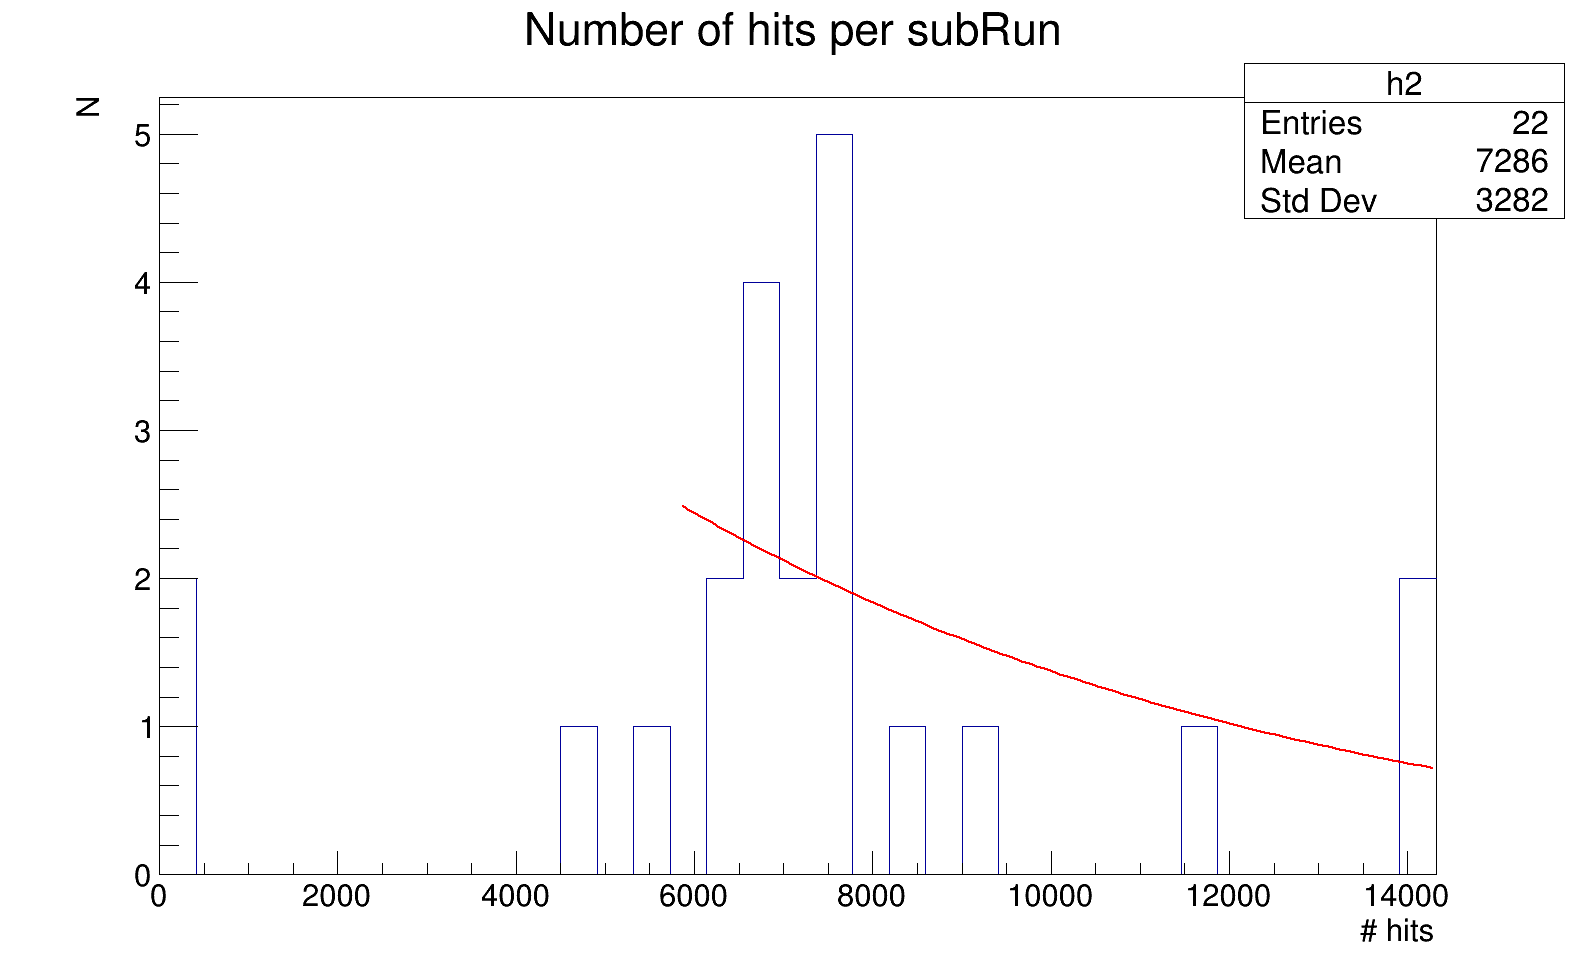 Number of hits per subRun
h2
Entries 22
Mean 7286
Std Dev 3282
N
5
4
3
2
1
0
0 2000 4000 6000 8000 10000 12000 14000
# hits